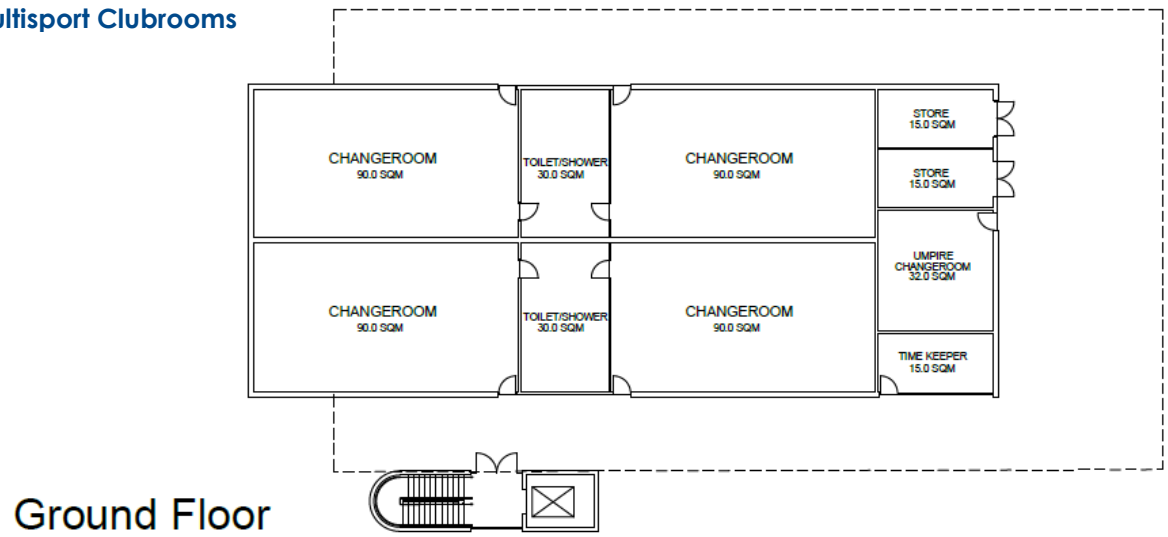 ultisport Clubrooms
CHANGEROOM
90.0 SQM
TOILET/SHOWER
30.0 SQM
CHANGEROOM
90.0 SQM
STORE
15.0 SQM
STORE
15.0 SQM
UMPIRE
CHANGEROOM
32.0 SQM
CHANGEROOM
90.0 SQM
TOILET/SHOWER
30.0 SQM
CHANGEROOM
90.0 SQM
TIME KEEPER
15.0 SQM
Ground Floor